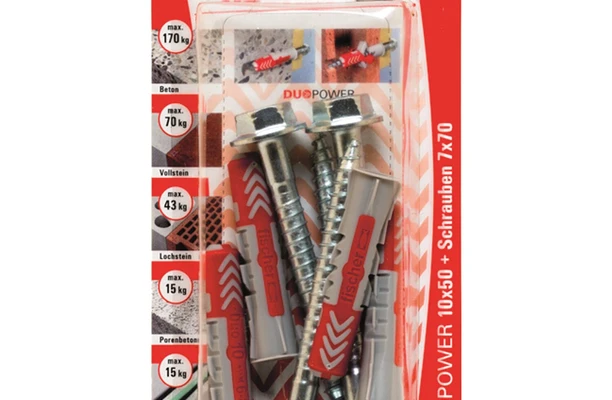 max.
170 kg
Beton
max.
70 kg
Vollstein
max.
43 kg
Lochstein
max.
15 kg
Porenbeton
max.
15 kg
DUOPOWER
fischer
POWER 10x50 + Schrauben 7x70